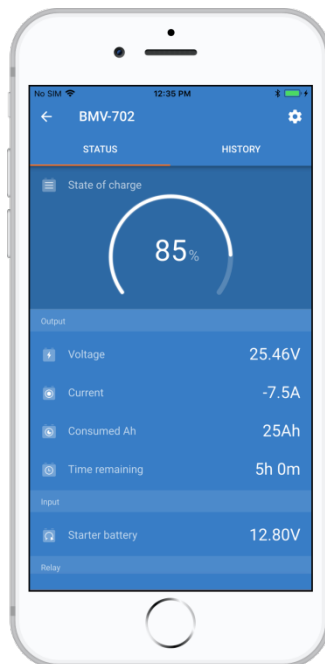 No SIM 12:35 PM
BMV-702
STATUS HISTORY
State of charge
85%
Output
Voltage 25.46V
Current -7.5A
Consumed Ah 25Ah
Time remaining 5h 0m
Input
Starter battery 12.80V
Relay